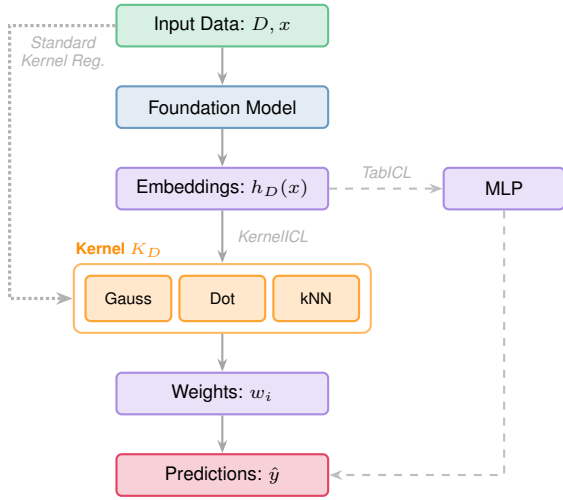 Input Data: D, x
Standard
Kernel Reg.
Foundation Model
Embeddings: h_D(x)
TabICL
MLP
KernelICL
Kernel K_D
Gauss
Dot
kNN
Weights: w_i
Predictions: ŷ